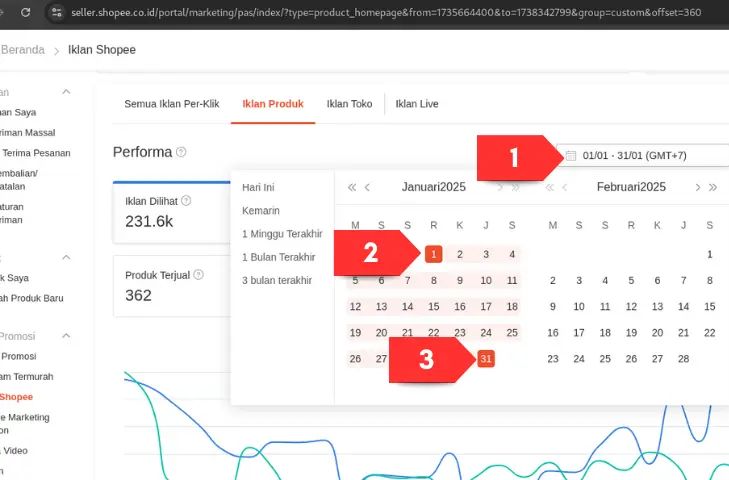 seller.shopee.co.id/portal/marketing/pas/index/?type=product_homepage&from=1735664400&to=1738342799&group=custom&offset=360
Beranda > Iklan Shopee
an Saya
riman Massal
Terima Pesanan
mbalian/
atalan
aturan
riman
k Saya
ah Produk Baru
Promosi
Promosi
am Termurah
Shopee
e Marketing
on
Video
n
Semua Iklan Per-Klik
Iklan Produk
Iklan Toko
Iklan Live
Performa
1
01/01 - 31/01 (GMT+7)
Iklan Dilihat
231.6k
Produk Terjual
362
Hari Ini
Kemarin
1 Minggu Terakhir
1 Bulan Terakhir
3 bulan terakhir
Januari2025
M S S R K J S
2
1 2 3 4
5 6 7 8 9 10 11
12 13 14 15 16 17 18
19 20 21 22 23 24 25
26 27
3
31
Februari2025
M S S R K J S
1
2 3 4 5 6 7 8
9 10 11 12 13 14 15
16 17 18 19 20 21 22
23 24 25 26 27 28